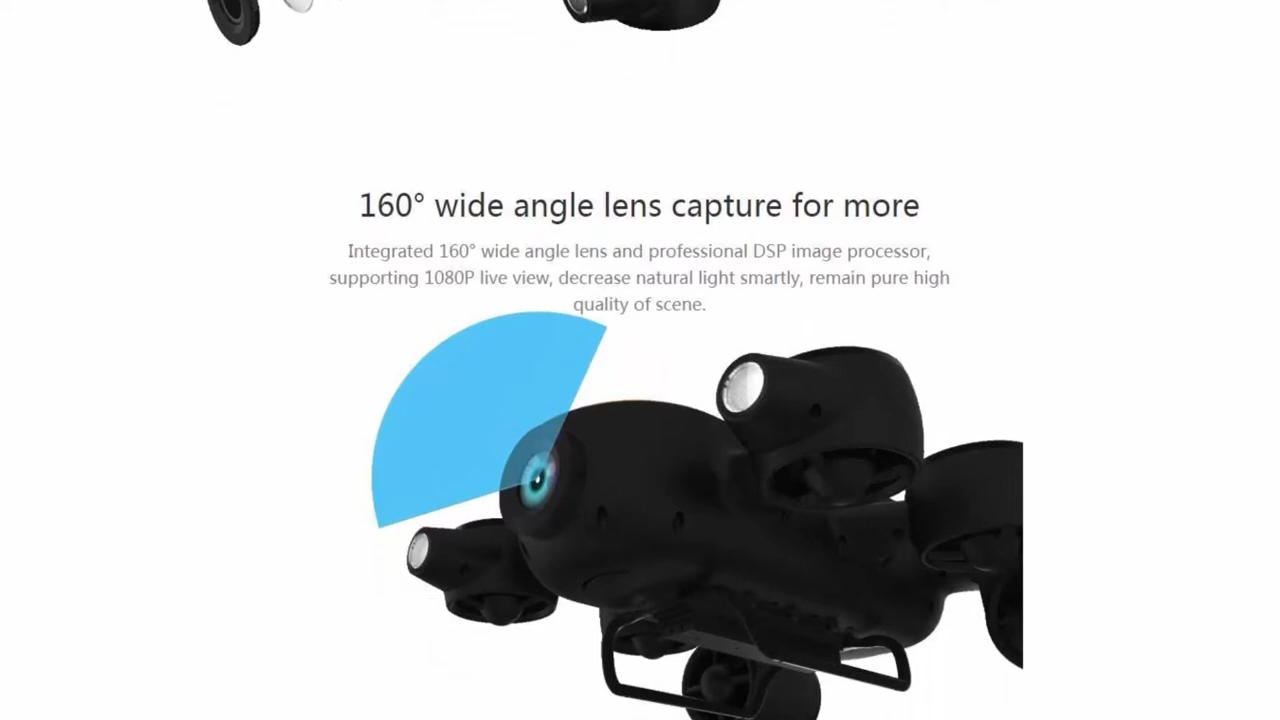 160° wide angle lens capture for more
Integrated 160° wide angle lens and professional DSP image processor,
supporting 1080P live view, decrease natural light smartly, remain pure high
quality of scene.